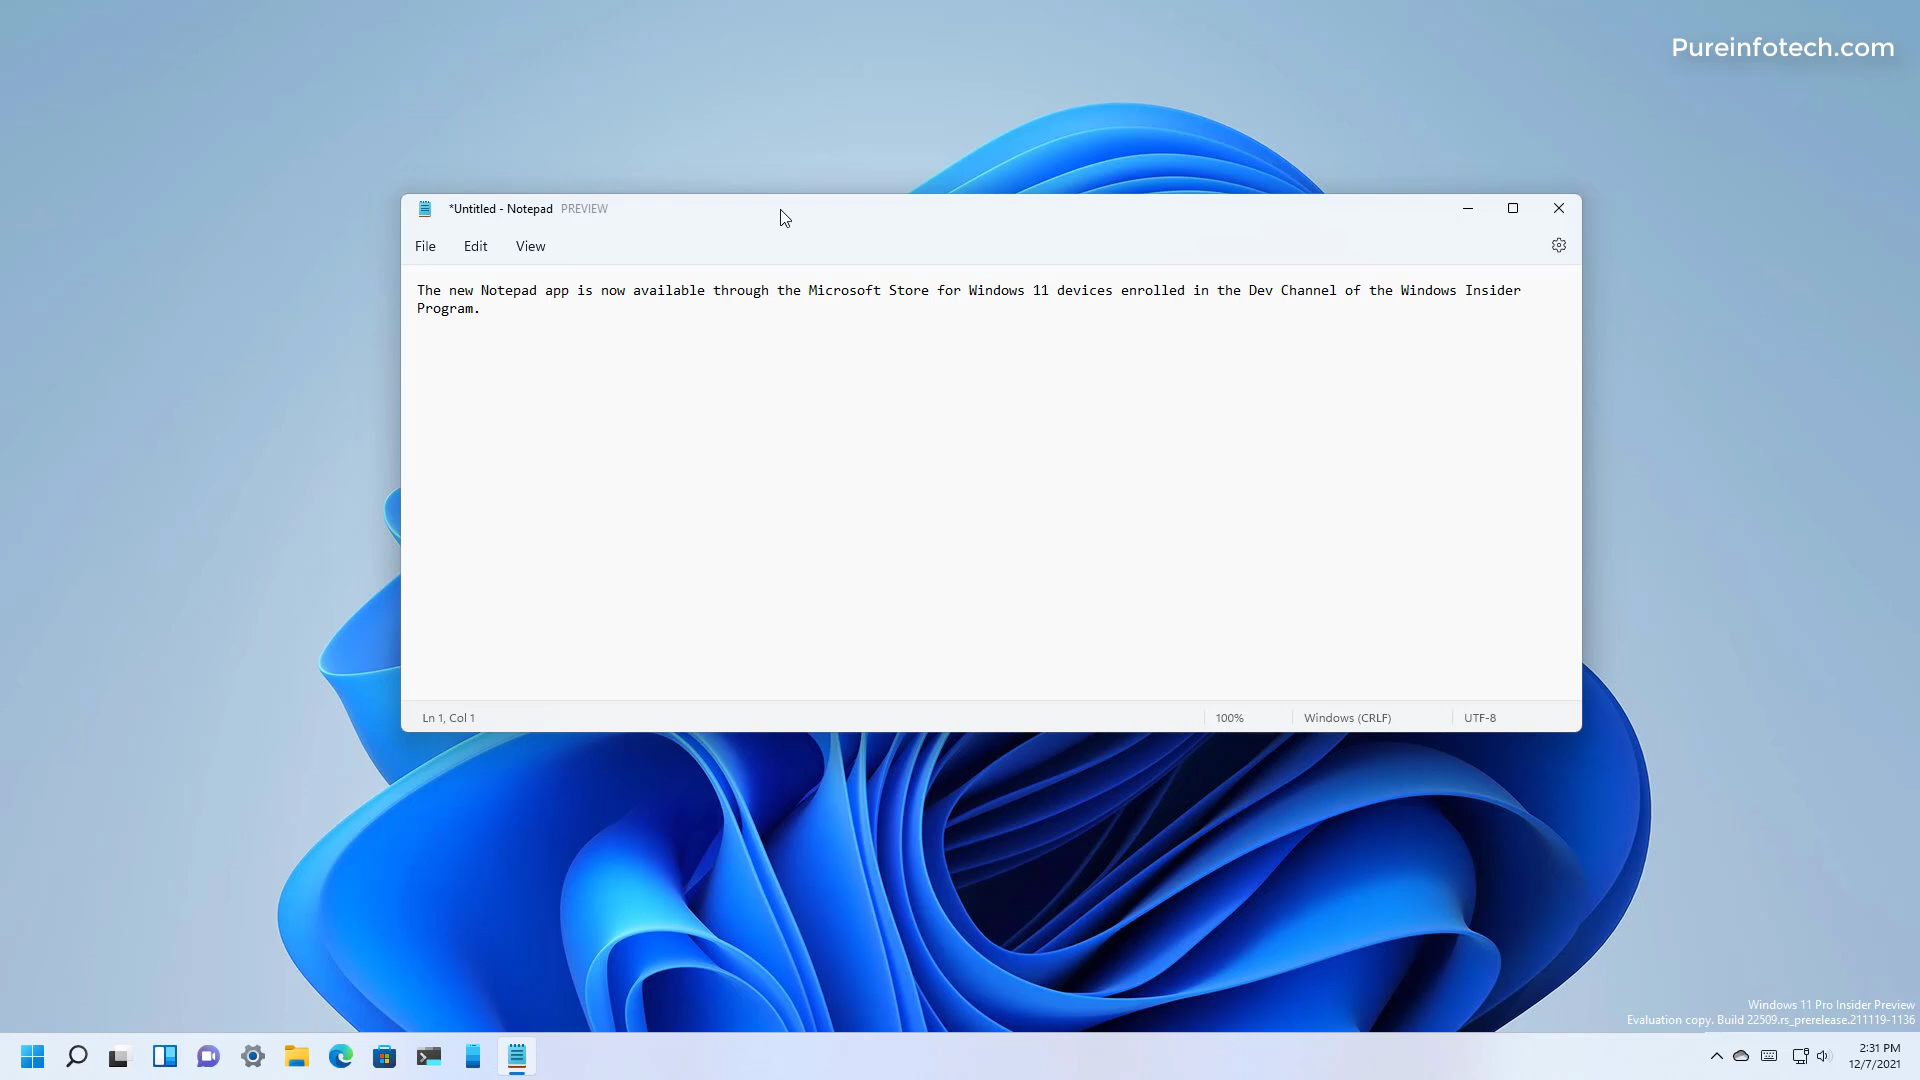 Pureinfotech.com
*Untitled - Notepad PREVIEW
File Edit View
The new Notepad app is now available through the Microsoft Store for Windows 11 devices enrolled in the Dev Channel of the Windows Insider
Program.
Ln 1, Col 1 100% Windows (CRLF) UTF-8
Windows 11 Pro Insider Preview
Evaluation copy. Build 22509.rs_prerelease.211119-1136
2:31 PM
12/7/2021